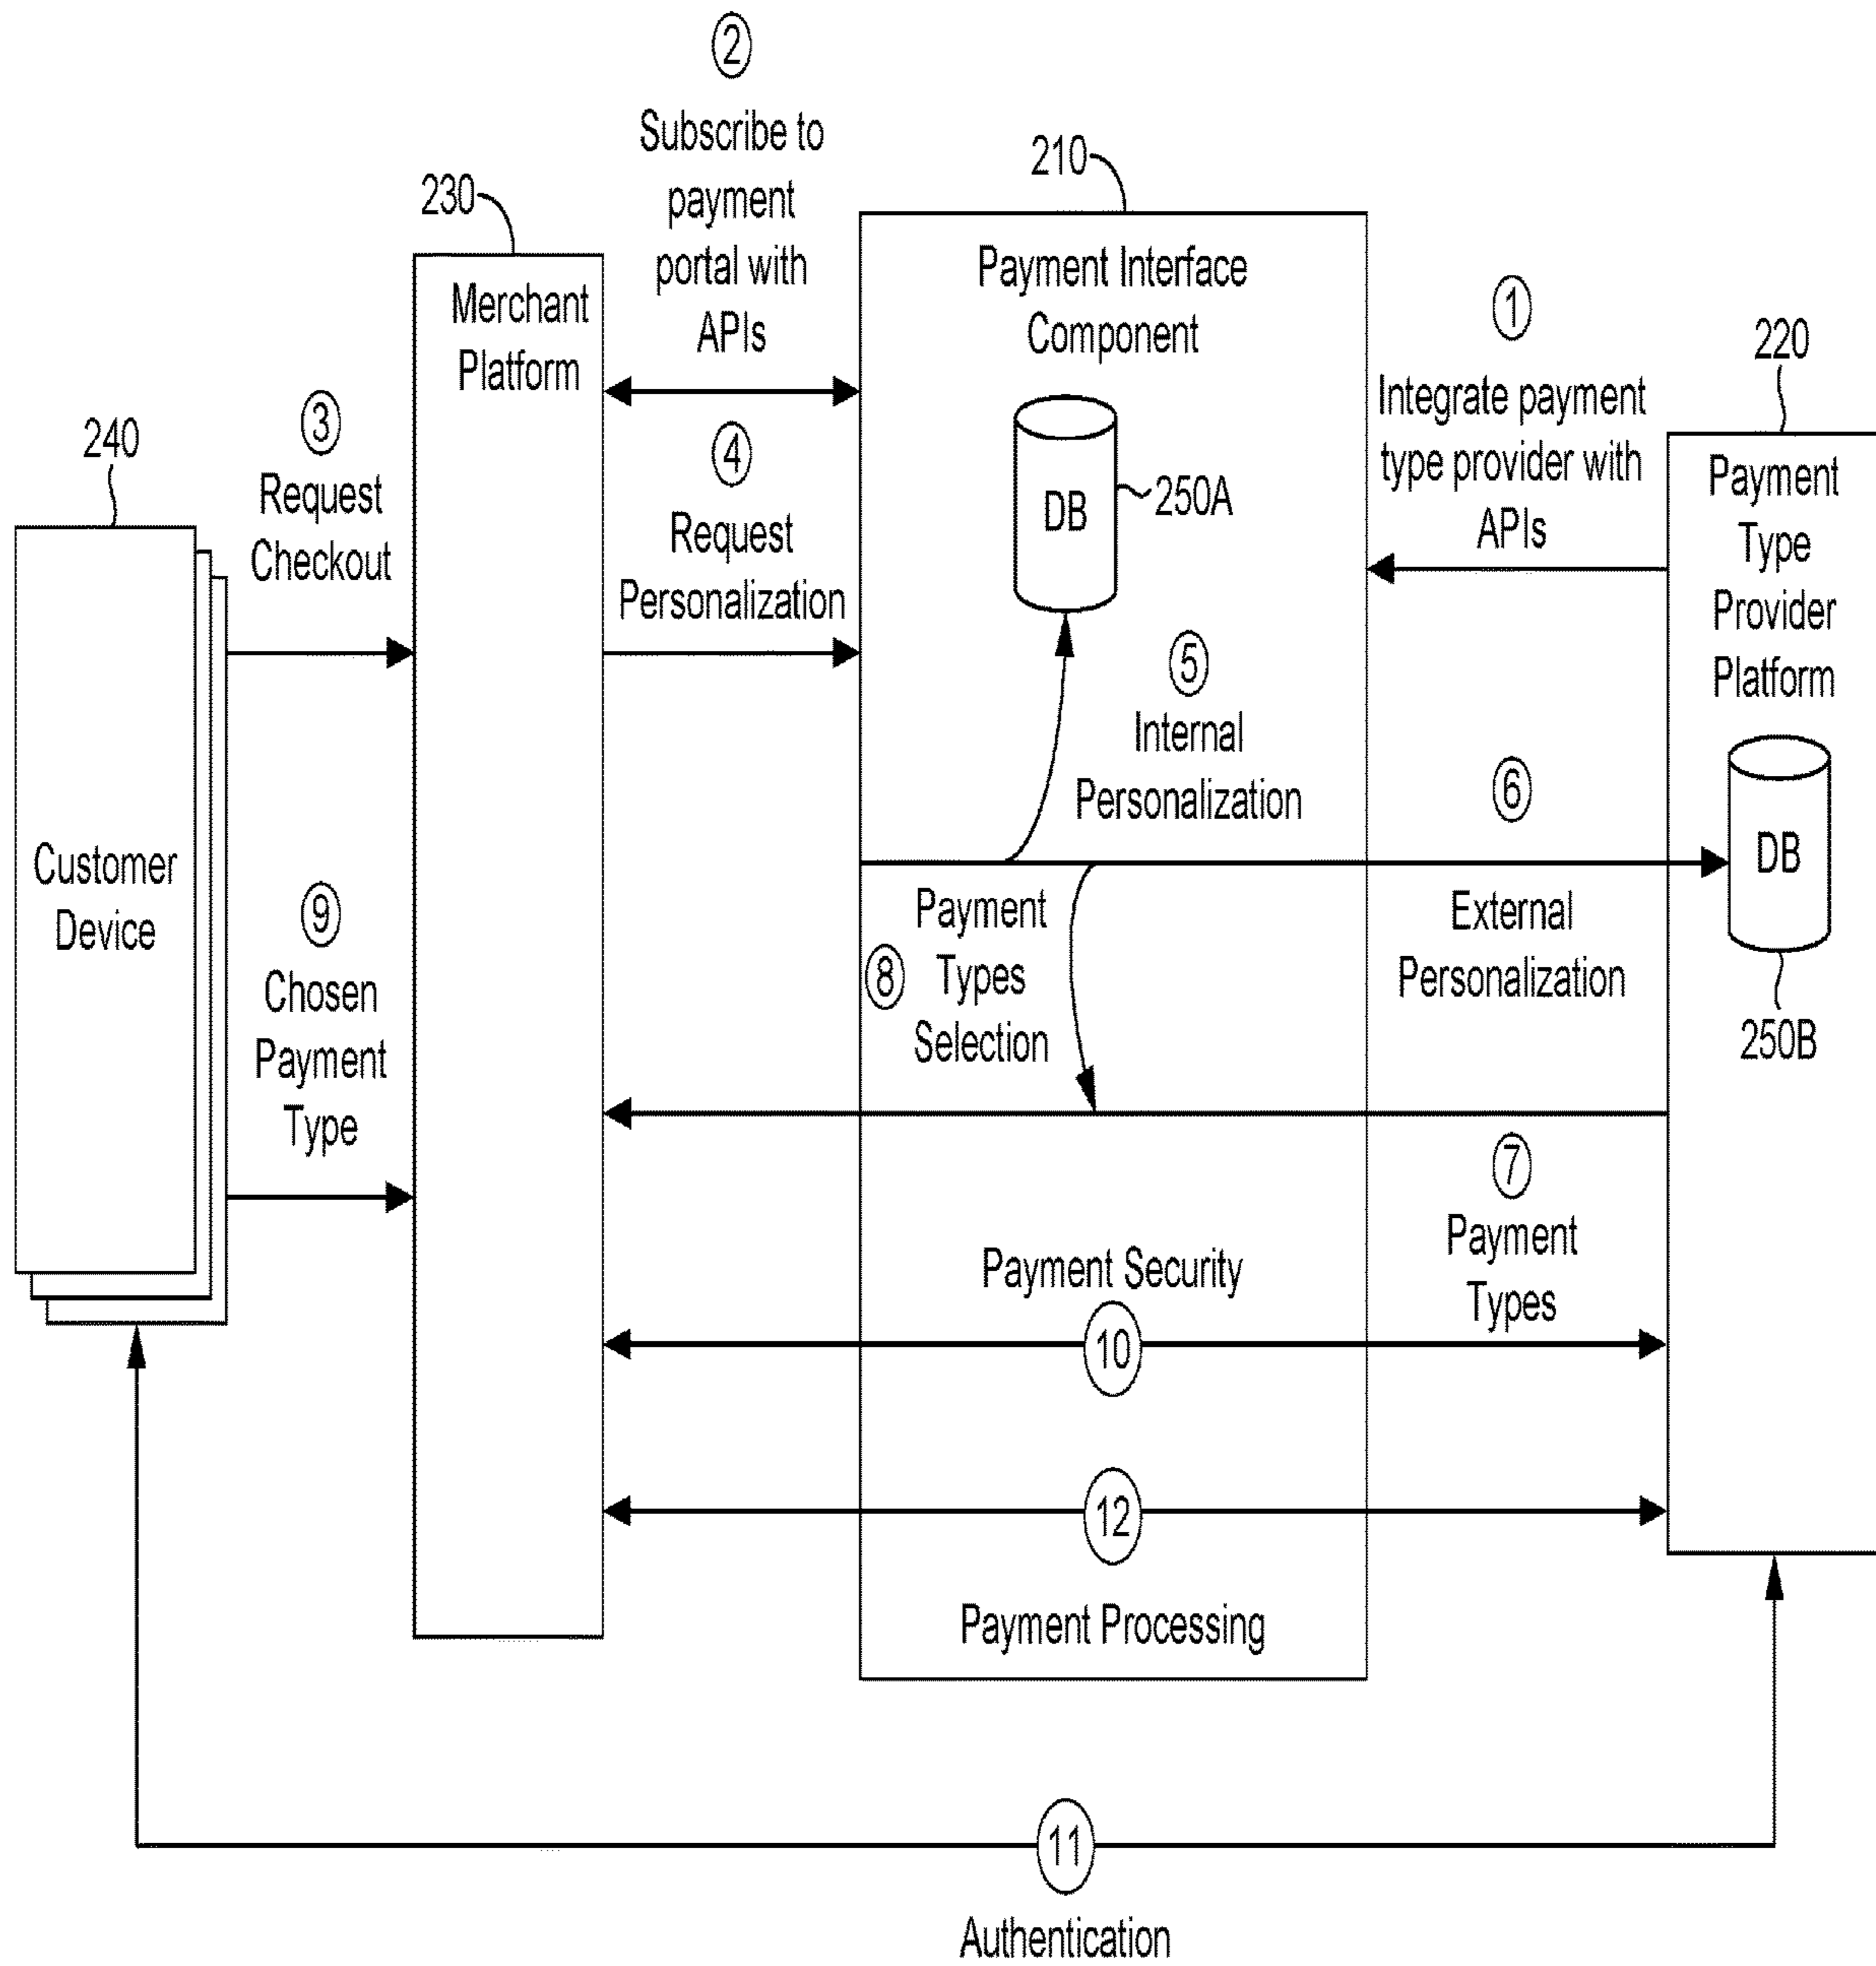 ②
Subscribe to
payment
portal with
APIs
210
230
Payment Interface
Component
①
Integrate payment
type provider with
APIs
220
Merchant
Platform
③
Request
Checkout
240
④
Request
Personalization
DB
250A
Payment
Type
Provider
Platform
⑤
Internal
Personalization
⑥
External
Personalization
DB
250B
Customer
Device
⑨
Chosen
Payment
Type
⑧
Payment
Types
Selection
⑦
Payment
Types
Payment Security
10
12
Payment Processing
11
Authentication